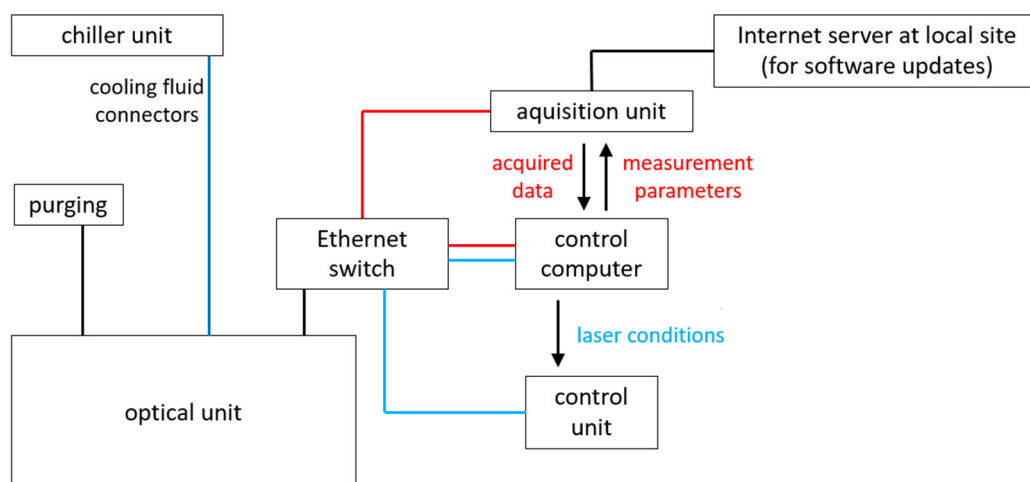 chiller unit
cooling fluid
connectors
purging
optical unit
Ethernet
switch
Internet server at local site
(for software updates)
aquisition unit
acquired
data
measurement
parameters
control
computer
laser conditions
control
unit